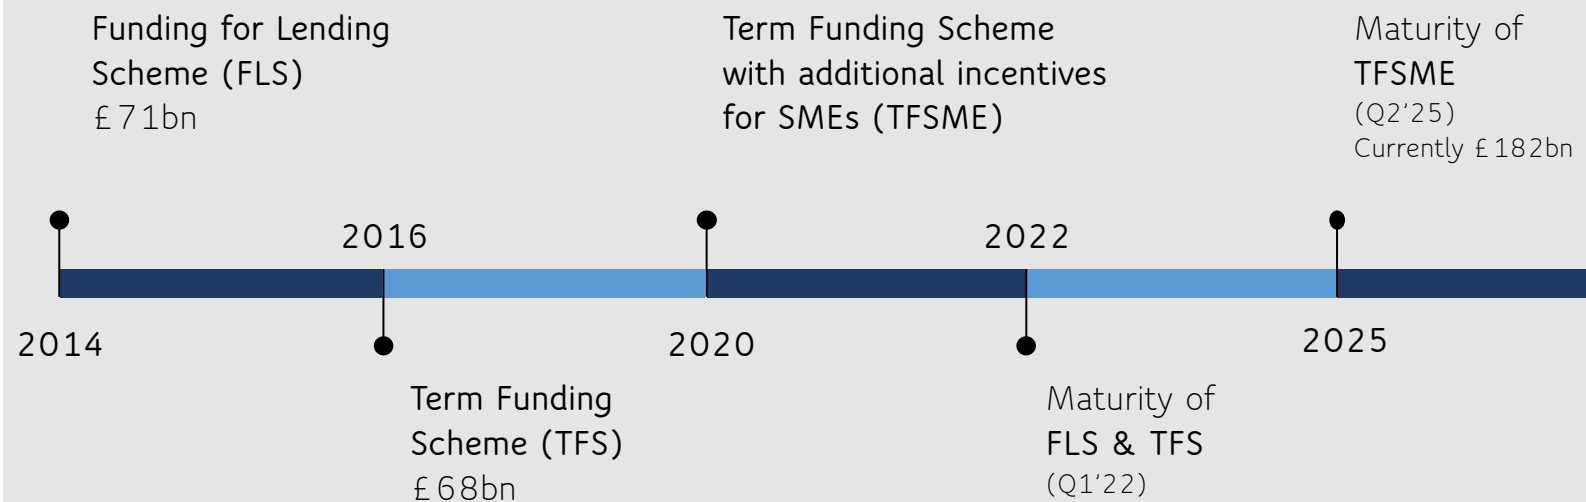 Funding for Lending
Scheme (FLS)
£71bn
Term Funding Scheme
with additional incentives
for SMEs (TFSME)
Maturity of
TFSME
(Q2'25)
Currently £182bn
2016
2022
2014
2020
2025
Term Funding
Scheme (TFS)
£68bn
Maturity of
FLS & TFS
(Q1'22)